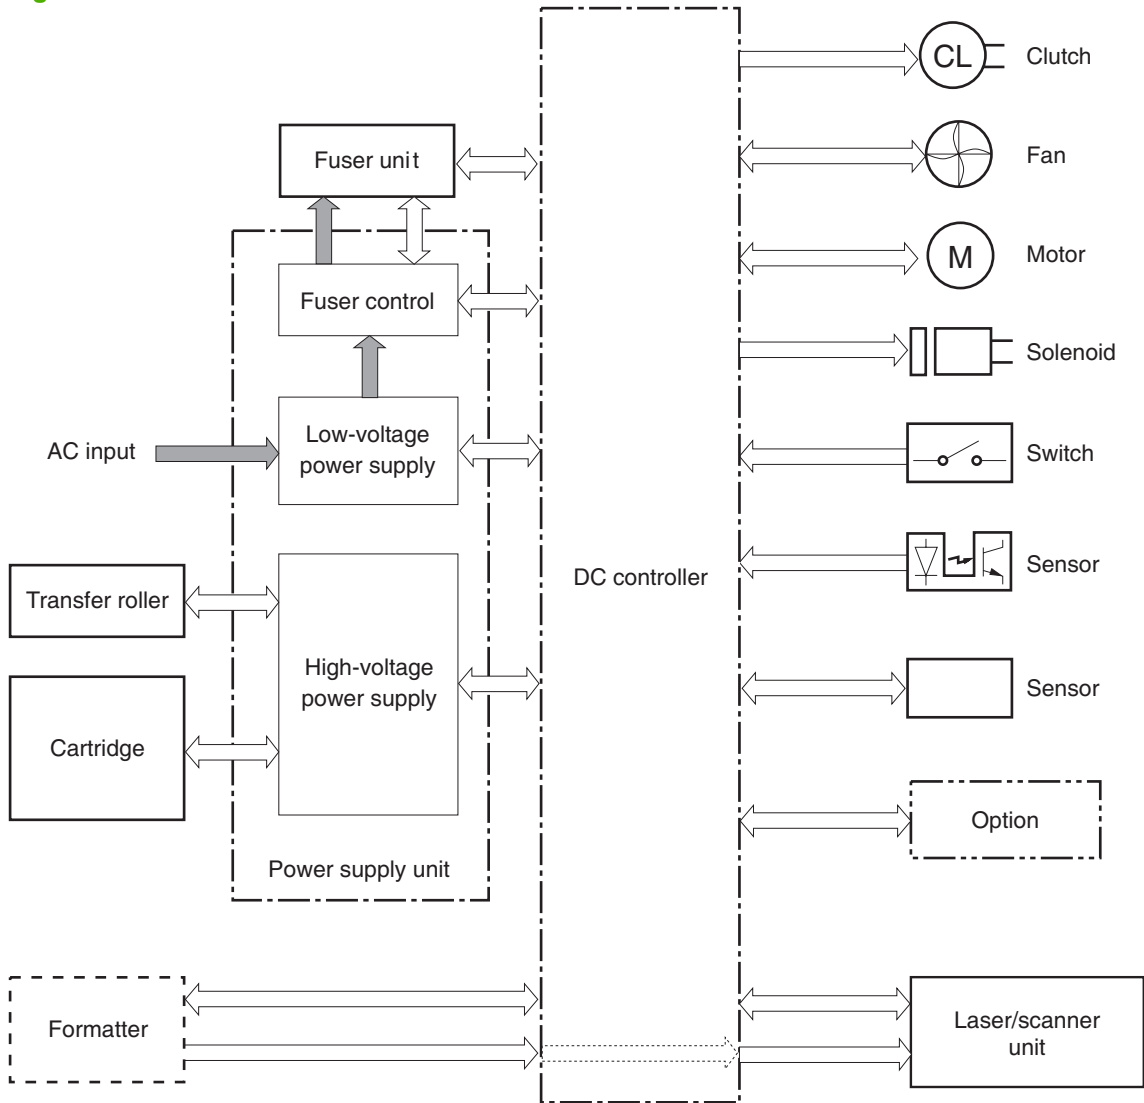 CL
Clutch
Fuser unit
Fan
M
Motor
Fuser control
Solenoid
AC input
Low-voltage
power supply
Switch
Sensor
DC controller
Transfer roller
High-voltage
power supply
Sensor
Cartridge
Option
Power supply unit
Formatter
Laser/scanner
unit